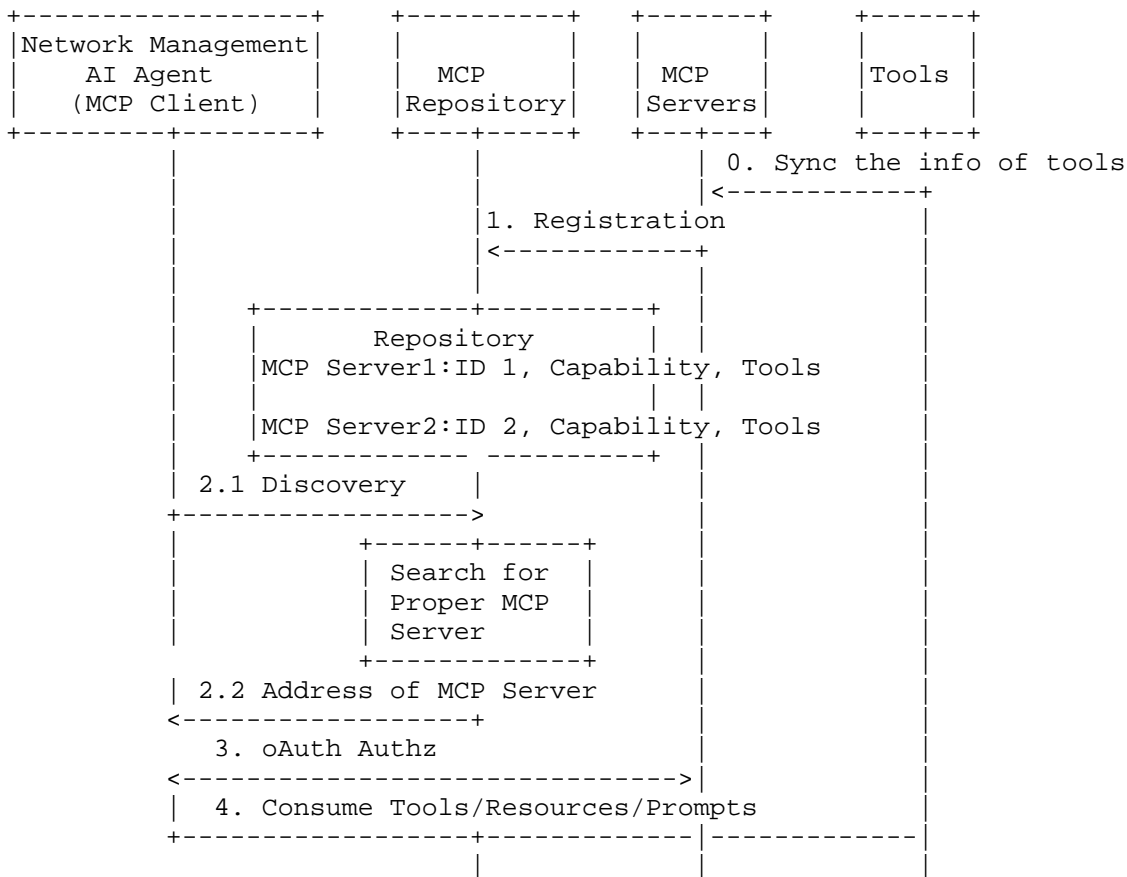 Network Management
AI Agent
(MCP Client)
MCP
Repository
MCP
Servers
Tools
0. Sync the info of tools
1. Registration
Repository
MCP Server1:ID 1, Capability, Tools
MCP Server2:ID 2, Capability, Tools
2.1 Discovery
Search for
Proper MCP
Server
2.2 Address of MCP Server
3. oAuth Authz
4. Consume Tools/Resources/Prompts